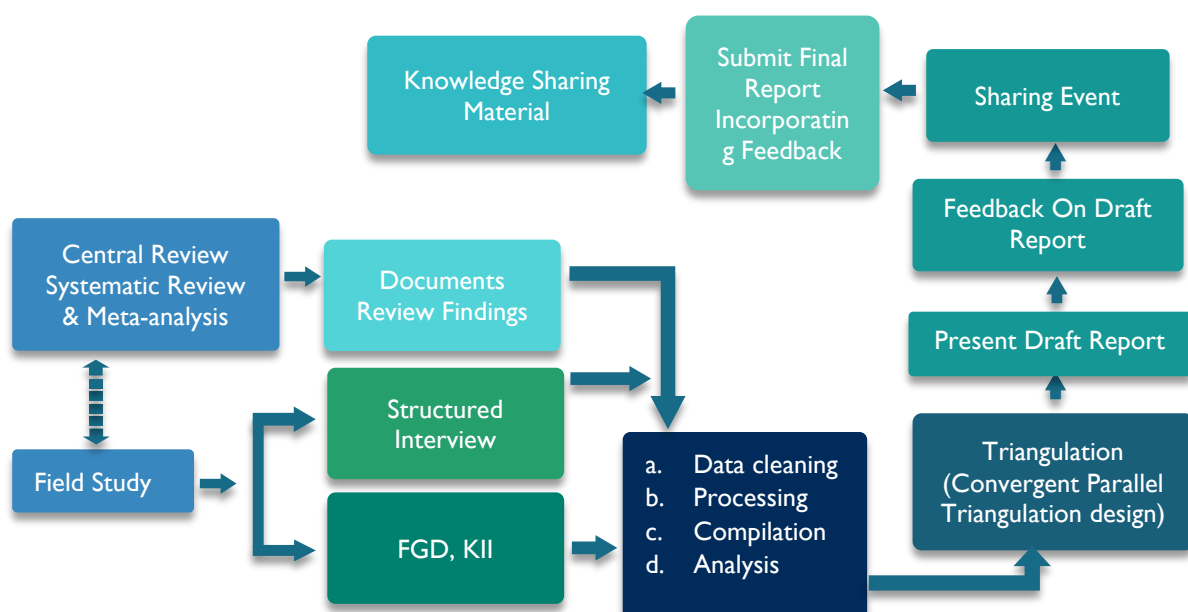 Knowledge Sharing
Material
Submit Final
Report
Incorporatin
g Feedback
Sharing Event
Feedback On Draft
Report
Present Draft Report
Central Review
Systematic Review
& Meta-analysis
Documents
Review Findings
Structured
Interview
Field Study
FGD, KII
a. Data cleaning
b. Processing
c. Compilation
d. Analysis
Triangulation
(Convergent Parallel
Triangulation design)